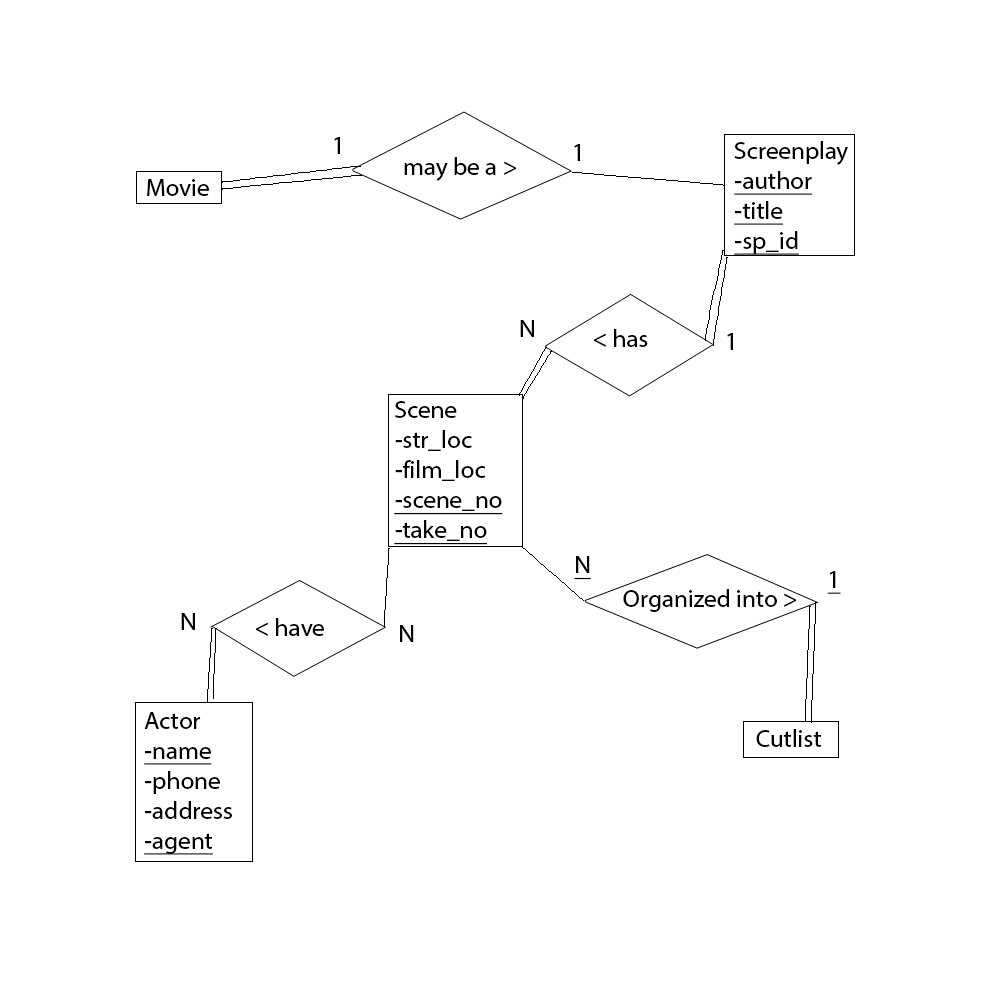 1
may be a >
1
Movie
Screenplay
-author
-title
-sp_id
N
< has
1
Scene
-str_loc
-film_loc
-scene_no
-take_no
N
< have
N
N
Organized into >
1
Actor
-name
-phone
-address
-agent
Cutlist